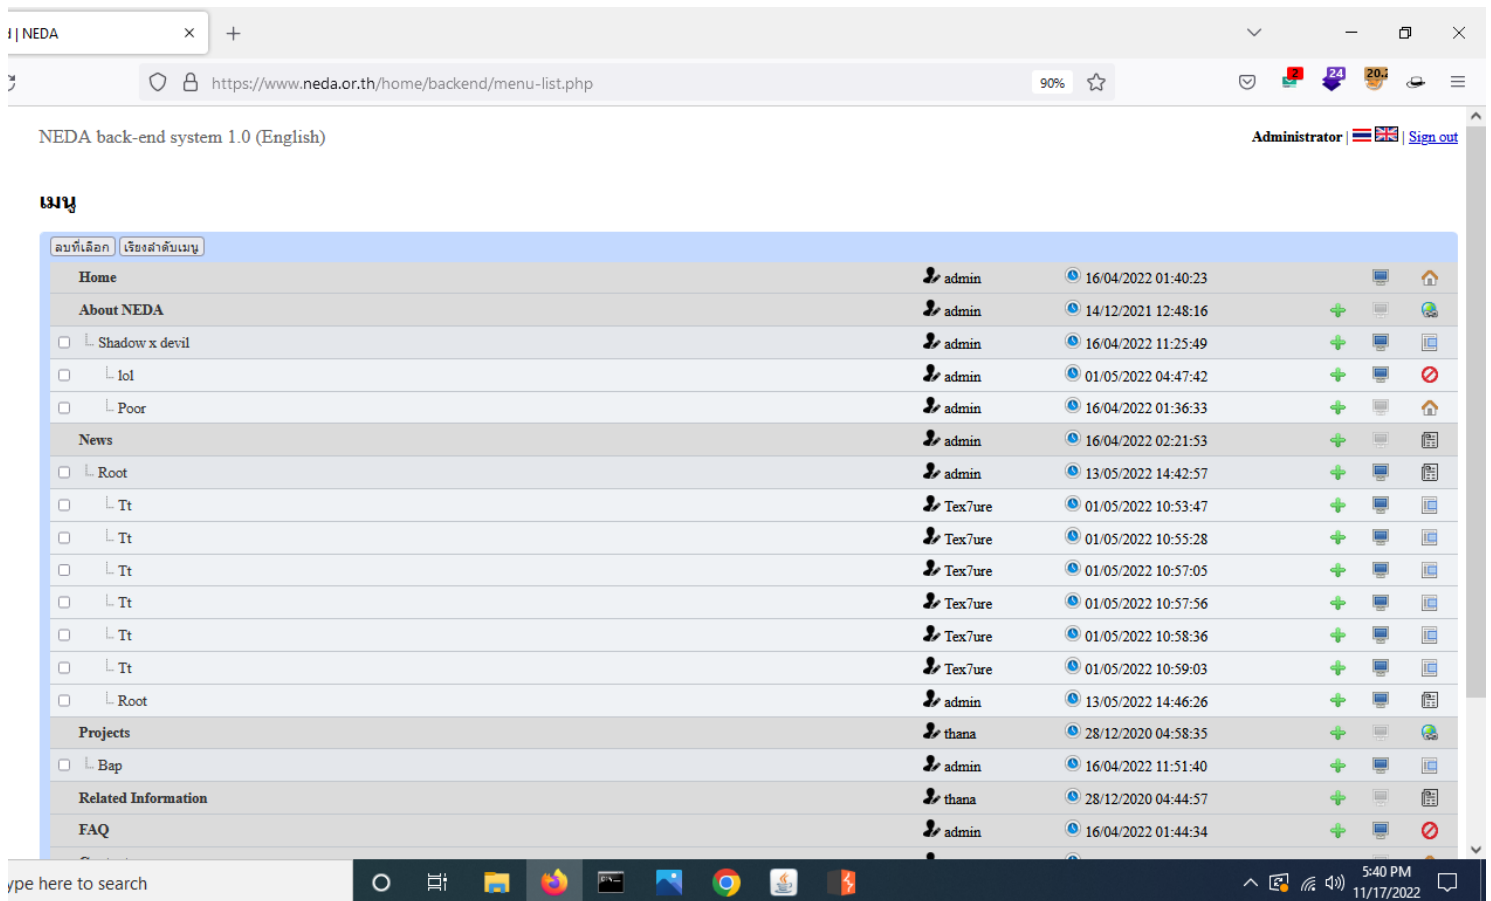 d | NEDA
https://www.neda.or.th/home/backend/menu-list.php 90% 2 24
NEDA back-end system 1.0 (English) Administrator | | Sign out
เมนู
ลบที่เลือก เรียงลำดับเมนู
Home admin 16/04/2022 01:40:23
About NEDA admin 14/12/2021 12:48:16
Shadow x devil admin 16/04/2022 11:25:49
lol admin 01/05/2022 04:47:42
Poor admin 16/04/2022 01:36:33
News admin 16/04/2022 02:21:53
Root admin 13/05/2022 14:42:57
Tt Tex7ure 01/05/2022 10:53:47
Tt Tex7ure 01/05/2022 10:55:28
Tt Tex7ure 01/05/2022 10:57:05
Tt Tex7ure 01/05/2022 10:57:56
Tt Tex7ure 01/05/2022 10:58:36
Tt Tex7ure 01/05/2022 10:59:03
Root admin 13/05/2022 14:46:26
Projects thana 28/12/2020 04:58:35
Bap admin 16/04/2022 11:51:40
Related Information thana 28/12/2020 04:44:57
FAQ admin 16/04/2022 01:44:34
ype here to search 5:40 PM
11/17/2022